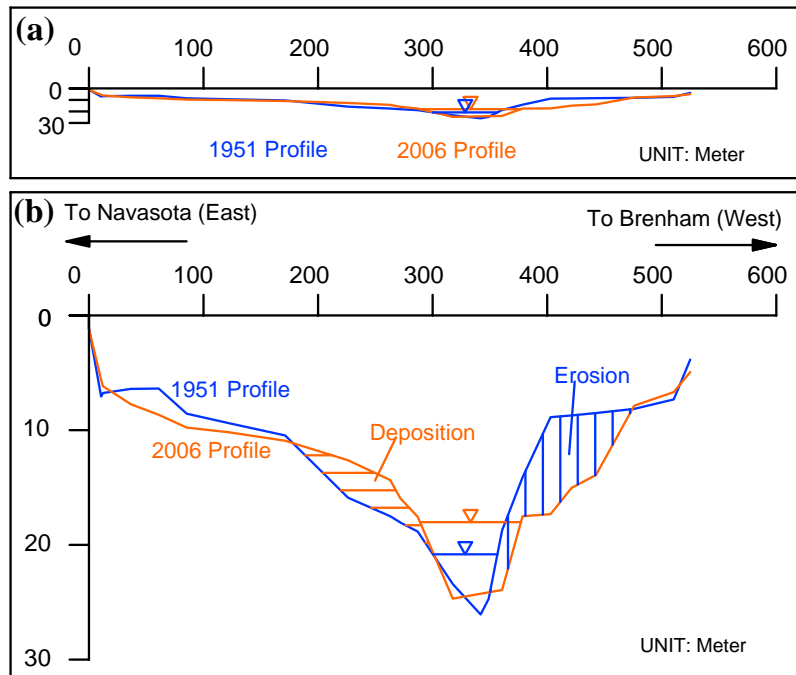 (a)
0 100 200 300 400 500 600
0
30
1951 Profile 2006 Profile UNIT: Meter
(b)
To Navasota (East) To Brenham (West)
0 100 200 300 400 500 600
0
1951 Profile Erosion
10
2006 Profile Deposition
20
30
UNIT: Meter